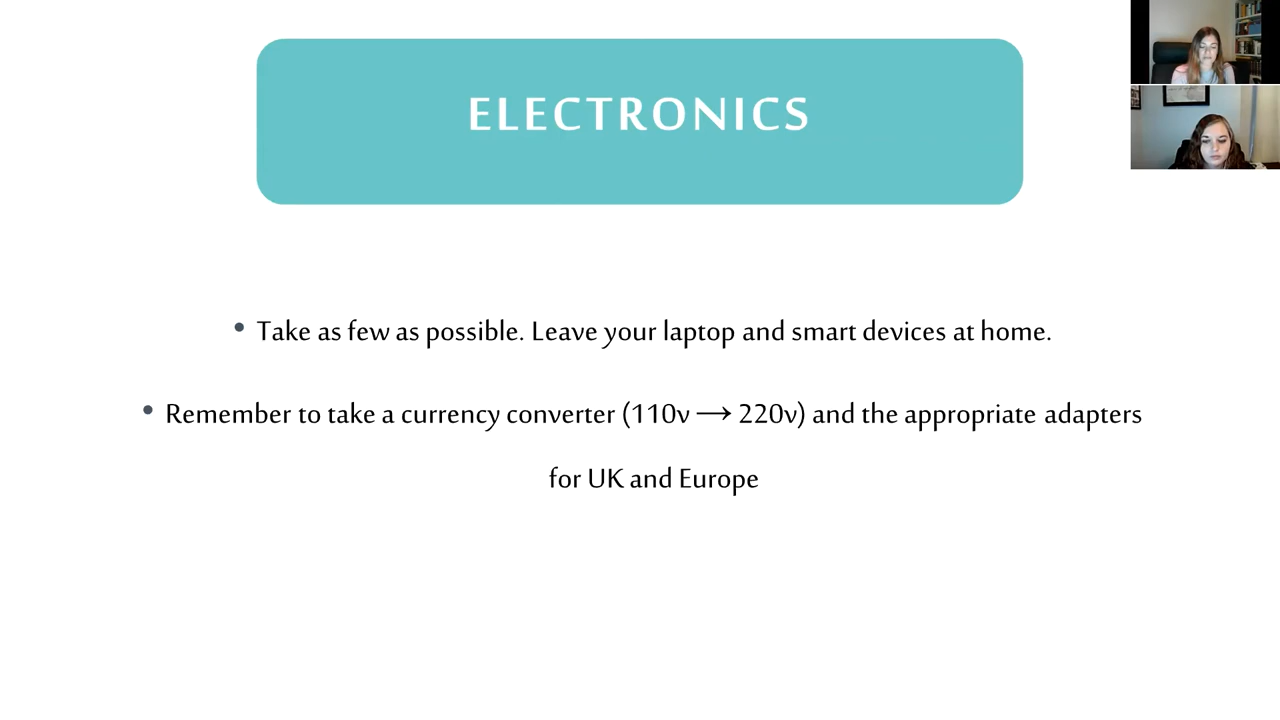 ELECTRONICS
• Take as few as possible. Leave your laptop and smart devices at home.
• Remember to take a currency converter (110v ⟶ 220v) and the appropriate adapters
for UK and Europe